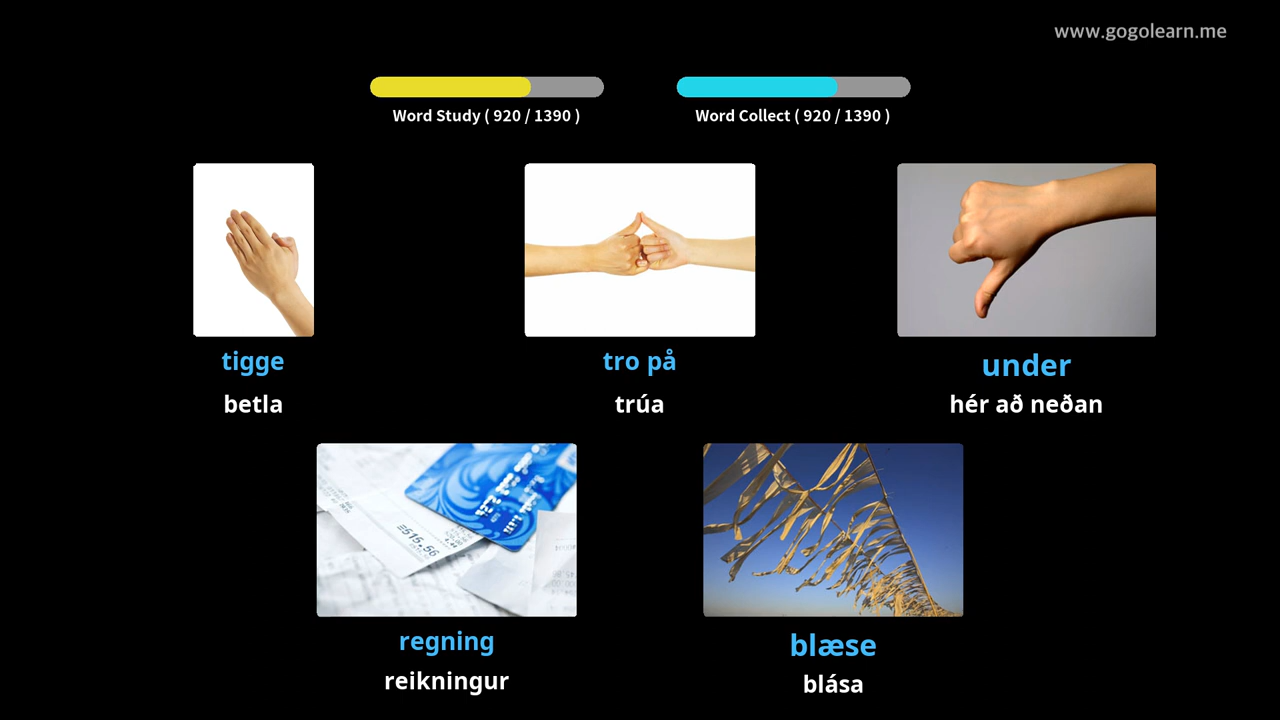 www.gogolearn.me
Word Study ( 920 / 1390 )
Word Collect ( 920 / 1390 )
tigge
betla
tro på
trúa
under
hér að neðan
regning
reikningur
blæse
blása